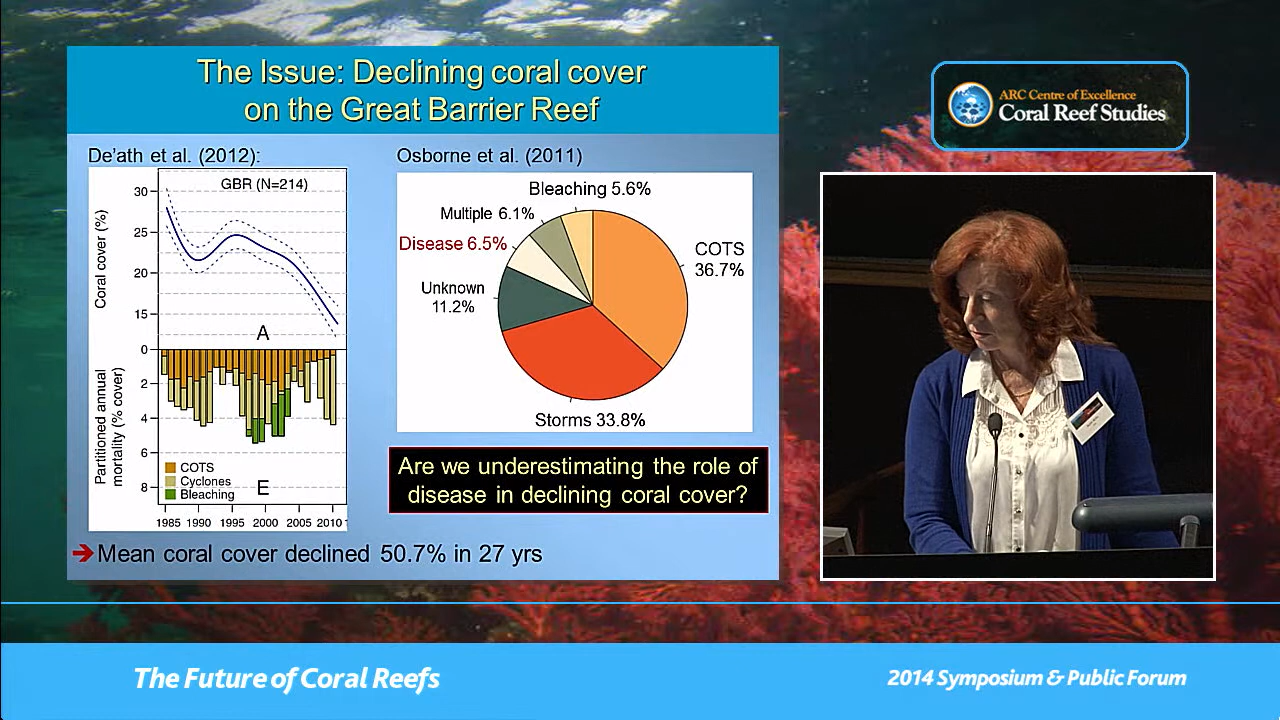 The Issue: Declining coral cover
on the Great Barrier Reef
De'ath et al. (2012):
GBR (N=214)
Coral cover (%)
30
25
20
15
A
0
2
4
6
8
Partitioned annual
mortality (% cover)
COTS
Cyclones
Bleaching
E
1985 1990 1995 2000 2005 2010
Osborne et al. (2011)
Bleaching 5.6%
Multiple 6.1%
Disease 6.5%
Unknown
11.2%
COTS
36.7%
Storms 33.8%
Are we underestimating the role of
disease in declining coral cover?
Mean coral cover declined 50.7% in 27 yrs
ARC Centre of Excellence
Coral Reef Studies
The Future of Coral Reefs
2014 Symposium & Public Forum